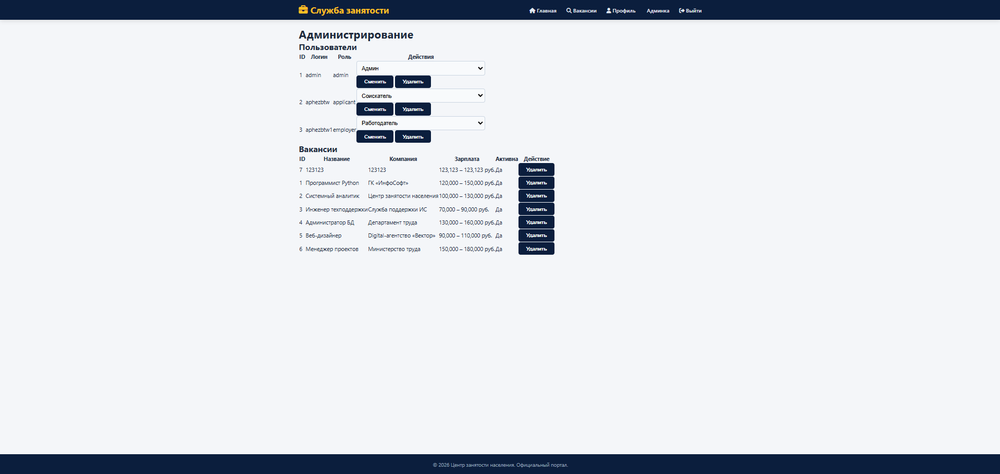 Служба занятости
Главная Вакансии Профиль Админка Выйти
Администрирование
Пользователи
ID Логин Роль Действия
1 admin admin Админ
Сменить Удалить
2 aphezbtw applicant Соискатель
Сменить Удалить
3 aphezbtw1 employer Работодатель
Сменить Удалить
Вакансии
ID Название Компания Зарплата Активна Действие
7 123123 123123 123,123 – 123,123 руб. Да Удалить
1 Программист Python ГК «ИнфоСофт» 120,000 – 150,000 руб. Да Удалить
2 Системный аналитик Центр занятости населения 100,000 – 130,000 руб. Да Удалить
3 Инженер техподдержки Служба поддержки ИС 70,000 – 90,000 руб. Да Удалить
4 Администратор БД Департамент труда 130,000 – 160,000 руб. Да Удалить
5 Веб-дизайнер Digital-агентство «Вектор» 90,000 – 110,000 руб. Да Удалить
6 Менеджер проектов Министерство труда 150,000 – 180,000 руб. Да Удалить
© 2026 Центр занятости населения. Официальный портал.